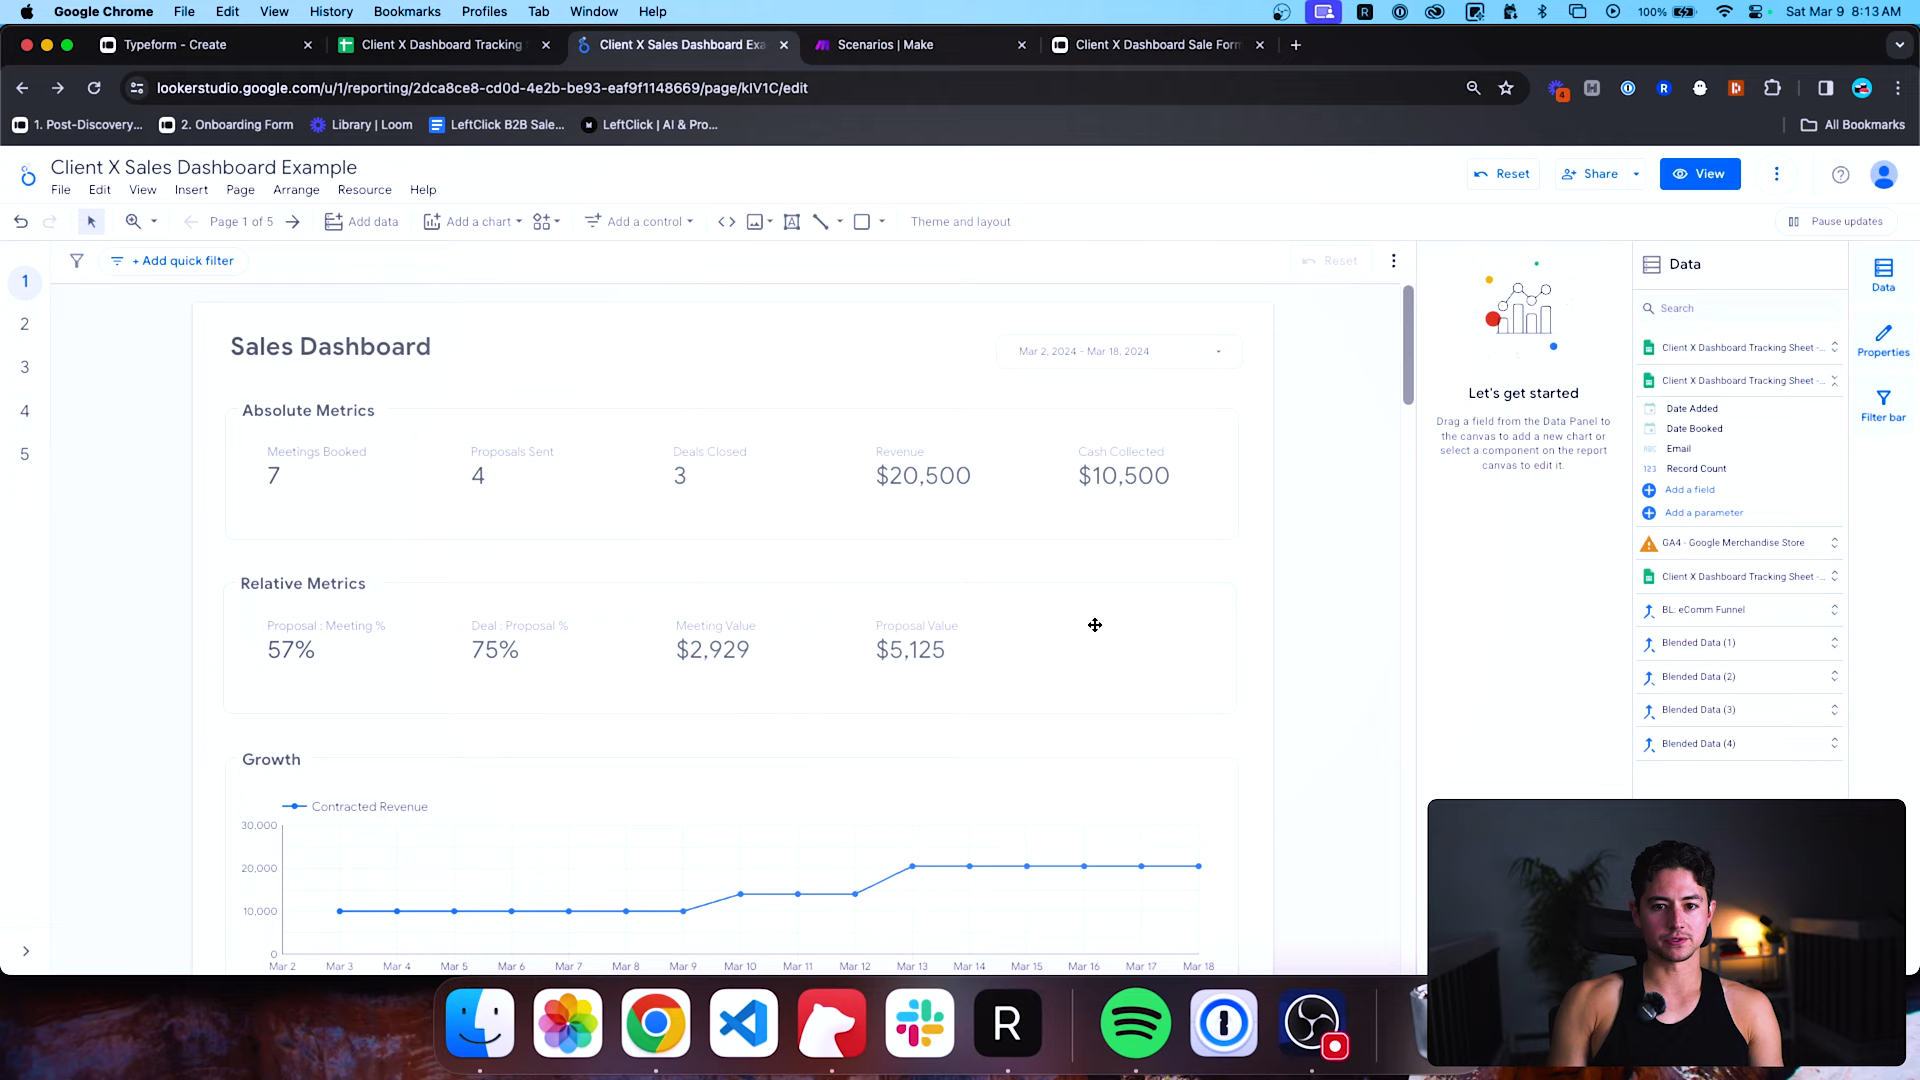 Google Chrome File Edit View History Bookmarks Profiles Tab Window Help
100% Sat Mar 9 8:13 AM
Typeform - Create
Client X Dashboard Tracking
Client X Sales Dashboard Exa
Scenarios | Make
Client X Dashboard Sale Form
lookerstudio.google.com/u/1/reporting/2dca8ce8-cd0d-4e2b-be93-eaf9f1148669/page/klV1C/edit
4
1. Post-Discovery...
2. Onboarding Form
Library | Loom
LeftClick B2B Sale...
LeftClick | AI & Pro...
All Bookmarks
Client X Sales Dashboard Example
File Edit View Insert Page Arrange Resource Help
Reset
Share
View
Page 1 of 5
Add data
Add a chart
Add a control
Theme and layout
Pause updates
1
2
3
4
5
+ Add quick filter
Reset
Sales Dashboard
Mar 2, 2024 - Mar 18, 2024
Absolute Metrics
Meetings Booked
7
Proposals Sent
4
Deals Closed
3
Revenue
$20,500
Cash Collected
$10,500
Relative Metrics
Proposal : Meeting %
57%
Deal : Proposal %
75%
Meeting Value
$2,929
Proposal Value
$5,125
Growth
Contracted Revenue
30,000
20,000
10,000
0
Mar 2 Mar 3 Mar 4 Mar 5 Mar 6 Mar 7 Mar 8 Mar 9 Mar 10 Mar 11 Mar 12 Mar 13 Mar 14 Mar 15 Mar 16 Mar 17 Mar 18
Let's get started
Drag a field from the Data Panel to
the canvas to add a new chart or
select a component on the report
canvas to edit it.
Data
Search
Client X Dashboard Tracking Sheet -...
Client X Dashboard Tracking Sheet -...
Date Added
Date Booked
ABC Email
123 Record Count
Add a field
Add a parameter
GA4 - Google Merchandise Store
Client X Dashboard Tracking Sheet -...
BL: eComm Funnel
Blended Data (1)
Blended Data (2)
Blended Data (3)
Blended Data (4)
Data
Properties
Filter bar
R